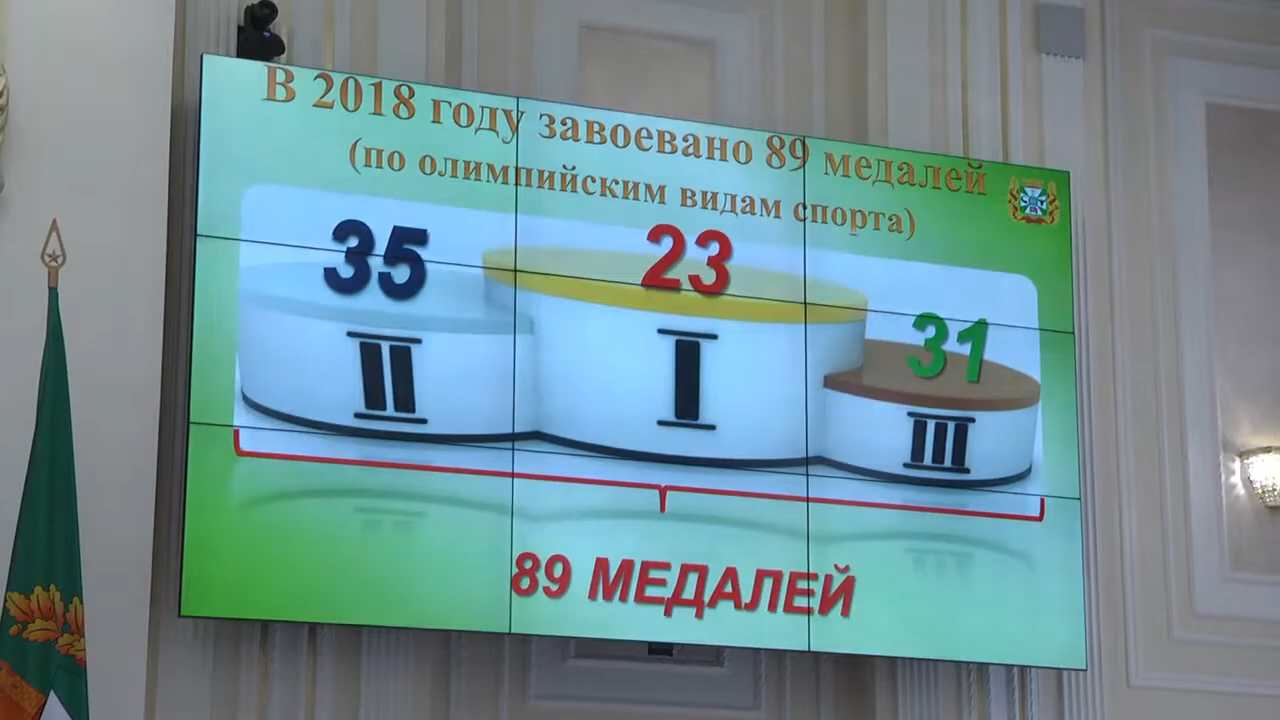 В 2018 году завоевано 89 медалей
(по олимпийским видам спорта)
35
23
31
II
I
III
89 МЕДАЛЕЙ